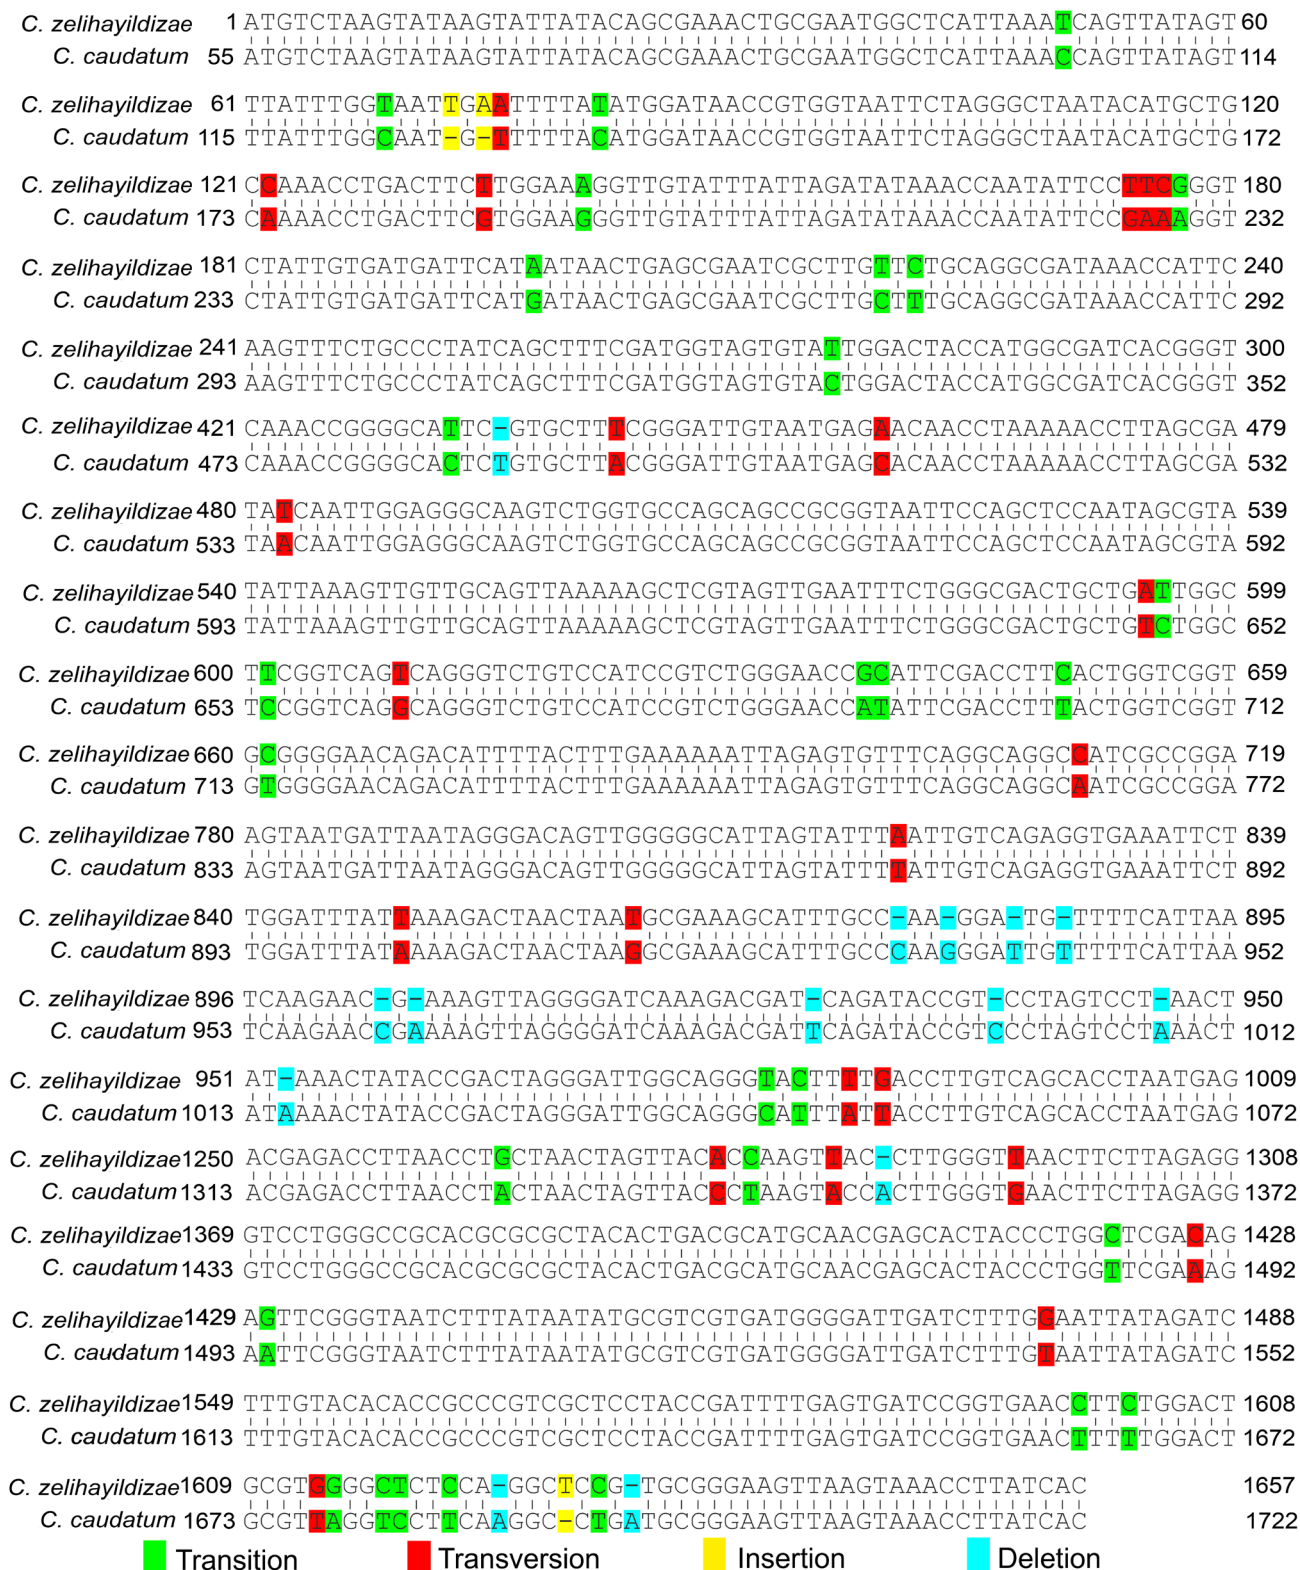 C. zelihayildizae 1 ATGTCTAAGTATAAGTATTATACAGCGAAACTGCGAATGGCTCATTAAATCAGTTATAGT 60
C. caudatum 55 ATGTCTAAGTATAAGTATTATACAGCGAAACTGCGAATGGCTCATTAAACCAGTTATAGT 114
C. zelihayildizae 61 TTATTTGGTAATTGAATTTTATATGGATAACCGTGGTAATTCTAGGGCTAATACATGCTG 120
C. caudatum 115 TTATTTGGCAAT-G-TTTTTACATGGATAACCGTGGTAATTCTAGGGCTAATACATGCTG 172
C. zelihayildizae 121 CCAAACCTGACTTCTTGGAAAGGTTGTATTTATTAGATATAAACCAATATTCCTTCGGGT 180
C. caudatum 173 CAAAACCTGACTTCGTGGAAGGGTTGTATTTATTAGATATAAACCAATATTCCGAAAGGT 232
C. zelihayildizae 181 CTATTGTGATGATTCATAATAACTGAGCGAATCGCTTGTTCTGCAGGCGATAAACCATTC 240
C. caudatum 233 CTATTGTGATGATTCATGATAACTGAGCGAATCGCTTGCTTTGCAGGCGATAAACCATTC 292
C. zelihayildizae 241 AAGTTTCTGCCCTATCAGCTTTCGATGGTAGTGTATTGGACTACCATGGCGATCACGGGT 300
C. caudatum 293 AAGTTTCTGCCCTATCAGCTTTCGATGGTAGTGTACTGGACTACCATGGCGATCACGGGT 352
C. zelihayildizae 421 CAAACCGGGGCATTC-GTGCTTTCGGGATTGTAATGAGAACAACCTAAAAACCTTAGCGA 479
C. caudatum 473 CAAACCGGGGCACTCTGTGCTTACGGGATTGTAATGAGCACAACCTAAAAACCTTAGCGA 532
C. zelihayildizae 480 TATCAATTGGAGGGCAAGTCTGGTGCCAGCAGCCGCGGTAATTCCAGCTCCAATAGCGTA 539
C. caudatum 533 TAACAATTGGAGGGCAAGTCTGGTGCCAGCAGCCGCGGTAATTCCAGCTCCAATAGCGTA 592
C. zelihayildizae 540 TATTAAAGTTGTTGCAGTTAAAAAGCTCGTAGTTGAATTTCTGGGCGACTGCTGATTGGC 599
C. caudatum 593 TATTAAAGTTGTTGCAGTTAAAAAGCTCGTAGTTGAATTTCTGGGCGACTGCTGTCTGGC 652
C. zelihayildizae 600 TTCGGTCAGTCAGGGTCTGTCCATCCGTCTGGGAACCGCATTCGACCTTCACTGGTCGGT 659
C. caudatum 653 TCCGGTCAGGCAGGGTCTGTCCATCCGTCTGGGAACCATATTCGACCTTTACTGGTCGGT 712
C. zelihayildizae 660 GCGGGGAACAGACATTTTACTTTGAAAAAATTAGAGTGTTTCAGGCAGGCCATCGCCGGA 719
C. caudatum 713 GTGGGGAACAGACATTTTACTTTGAAAAAATTAGAGTGTTTCAGGCAGGCAATCGCCGGA 772
C. zelihayildizae 780 AGTAATGATTAATAGGGACAGTTGGGGGCATTAGTATTTAATTGTCAGAGGTGAAATTCT 839
C. caudatum 833 AGTAATGATTAATAGGGACAGTTGGGGGCATTAGTATTTTATTGTCAGAGGTGAAATTCT 892
C. zelihayildizae 840 TGGATTTATTAAAGACTAACTAATGCGAAAGCATTTGCC-AA-GGA-TG-TTTTCATTAA 895
C. caudatum 893 TGGATTTATAAAAGACTAACTAAGGCGAAAGCATTTGCCCAAGGGATTGTTTTTCATTAA 952
C. zelihayildizae 896 TCAAGAAC-G-AAAGTTAGGGGATCAAAGACGAT-CAGATACCGT-CCTAGTCCT-AACT 950
C. caudatum 953 TCAAGAACCGAAAAGTTAGGGGATCAAAGACGATTCAGATACCGTCCCTAGTCCTAAACT 1012
C. zelihayildizae 951 AT-AAACTATACCGACTAGGGATTGGCAGGGTACTTTTGACCTTGTCAGCACCTAATGAG 1009
C. caudatum 1013 ATAAAACTATACCGACTAGGGATTGGCAGGGCATTTATTACCTTGTCAGCACCTAATGAG 1072
C. zelihayildizae 1250 ACGAGACCTTAACCTGCTAACTAGTTACACCAAGTTAC-CTTGGGTTAACTTCTTAGAGG 1308
C. caudatum 1313 ACGAGACCTTAACCTACTAACTAGTTACCCTAAGTACCACTTGGGTGAACTTCTTAGAGG 1372
C. zelihayildizae 1369 GTCCTGGGCCGCACGCGCGCTACACTGACGCATGCAACGAGCACTACCCTGGCTCGACAG 1428
C. caudatum 1433 GTCCTGGGCCGCACGCGCGCTACACTGACGCATGCAACGAGCACTACCCTGGTTCGAAAG 1492
C. zelihayildizae 1429 AGTTCGGGTAATCTTTATAATATGCGTCGTGATGGGGATTGATCTTTGGAATTATAGATC 1488
C. caudatum 1493 AATTCGGGTAATCTTTATAATATGCGTCGTGATGGGGATTGATCTTTGTAATTATAGATC 1552
C. zelihayildizae 1549 TTTGTACACACCGCCCGTCGCTCCTACCGATTTTGAGTGATCCGGTGAACCTTCTGGACT 1608
C. caudatum 1613 TTTGTACACACCGCCCGTCGCTCCTACCGATTTTGAGTGATCCGGTGAACTTTTTGGACT 1672
C. zelihayildizae 1609 GCGTGGGGCTCTCCA-GGCTCCG-TGCGGGAAGTTAAGTAAACCTTATCAC 1657
C. caudatum 1673 GCGTTAGGTCCTTCAAGGC-CTGATGCGGGAAGTTAAGTAAACCTTATCAC 1722
Transition Transversion Insertion Deletion